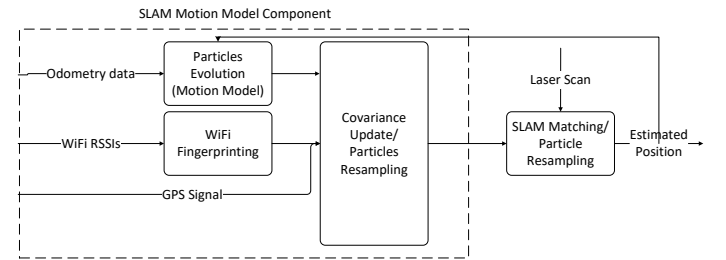 SLAM Motion Model Component
Particles
Evolution
(Motion Model)
Odometry data
Laser Scan
WiFi RSSIs
WiFi
Fingerprinting
Covariance
Update/
Particles
Resampling
SLAM Matching/
Particle
Resampling
Estimated
Position
GPS Signal